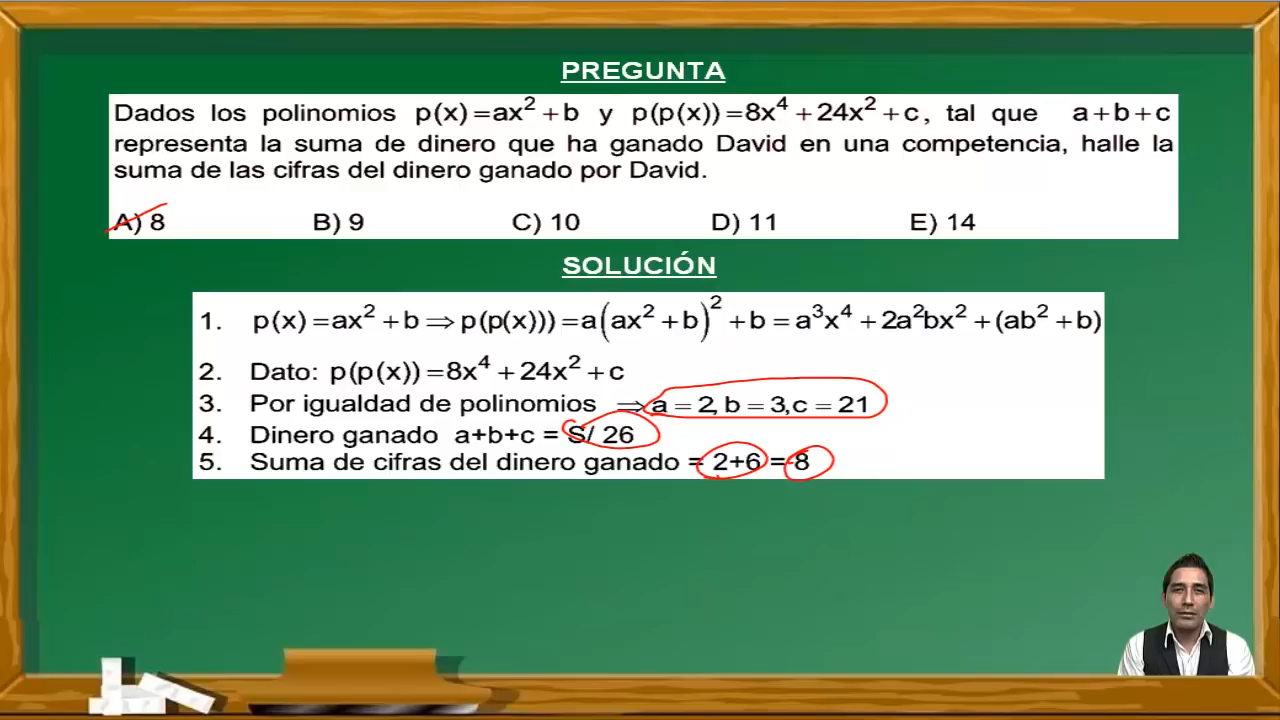 PREGUNTA
Dados los polinomios p(x)=ax²+b y p(p(x))=8x⁴+24x²+c, tal que a+b+c
representa la suma de dinero que ha ganado David en una competencia, halle la
suma de las cifras del dinero ganado por David.
A) 8 B) 9 C) 10 D) 11 E) 14
SOLUCIÓN
1. p(x)=ax²+b⇒p(p(x)))=a(ax²+b)²+b=a³x⁴+2a²bx²+(ab²+b)
2. Dato: p(p(x))=8x⁴+24x²+c
3. Por igualdad de polinomios ⇒a=2,b=3,c=21
4. Dinero ganado a+b+c = S/ 26
5. Suma de cifras del dinero ganado = 2+6 = 8